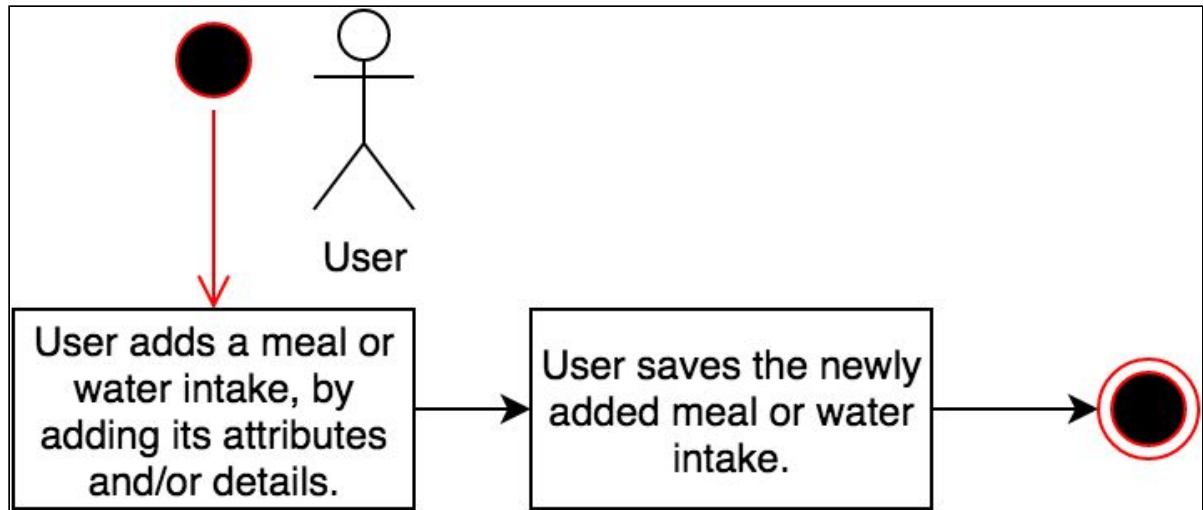 User
User adds a meal or
water intake, by
adding its attributes
and/or details.
User saves the newly
added meal or water
intake.